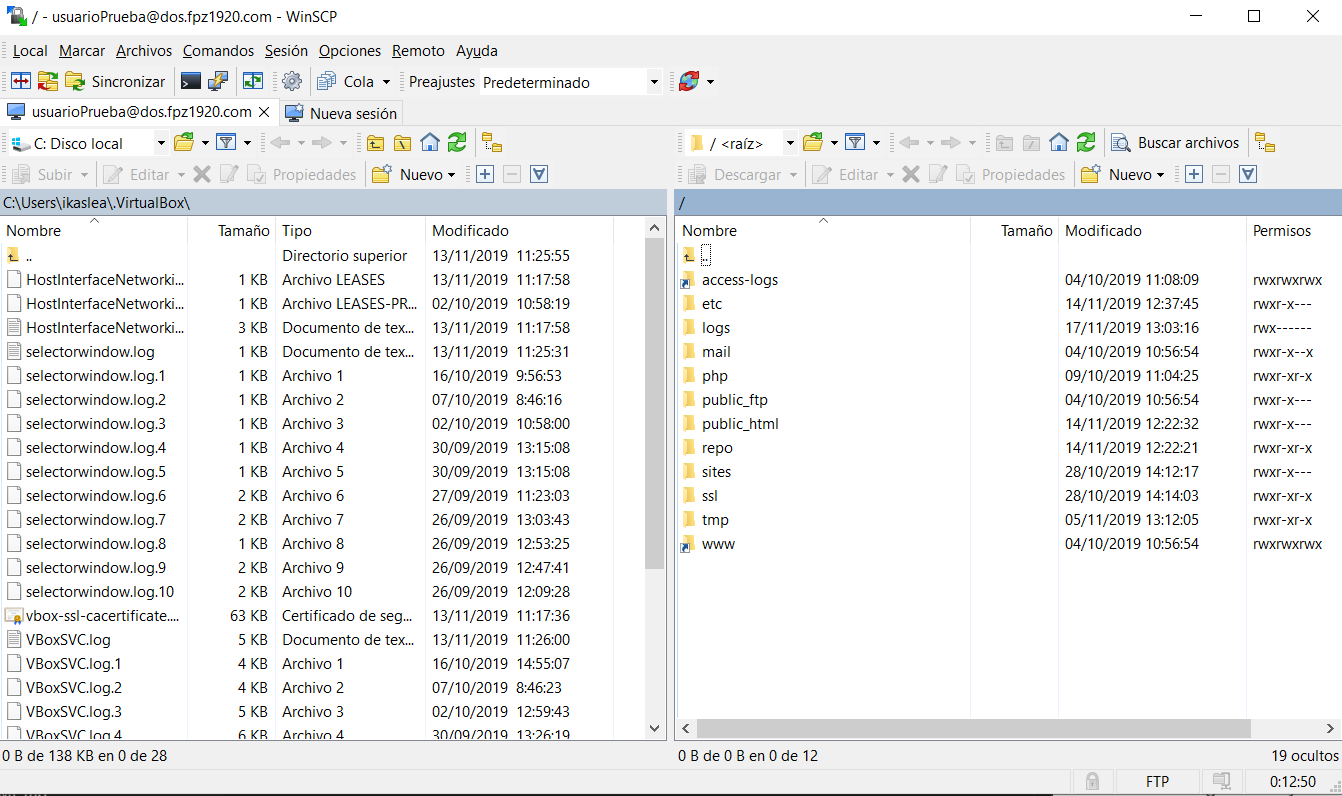 / - usuarioPrueba@dos.fpz1920.com - WinSCP
Local Marcar Archivos Comandos Sesión Opciones Remoto Ayuda
Sincronizar Cola Preajustes Predeterminado
usuarioPrueba@dos.fpz1920.com Nueva sesión
C: Disco local / <raíz> Buscar archivos
Subir Editar Propiedades Nuevo Descargar Editar Propiedades Nuevo
C:\Users\ikaslea\.VirtualBox\
Nombre Tamaño Tipo Modificado
.. Directorio superior 13/11/2019 11:25:55
HostInterfaceNetworki... 1 KB Archivo LEASES 13/11/2019 11:17:58
HostInterfaceNetworki... 1 KB Archivo LEASES-PR... 02/10/2019 10:58:19
HostInterfaceNetworki... 3 KB Documento de tex... 13/11/2019 11:17:58
selectorwindow.log 1 KB Documento de tex... 13/11/2019 11:25:31
selectorwindow.log.1 1 KB Archivo 1 16/10/2019 9:56:53
selectorwindow.log.2 1 KB Archivo 2 07/10/2019 8:46:16
selectorwindow.log.3 1 KB Archivo 3 02/10/2019 10:58:00
selectorwindow.log.4 1 KB Archivo 4 30/09/2019 13:15:08
selectorwindow.log.5 1 KB Archivo 5 30/09/2019 13:15:08
selectorwindow.log.6 2 KB Archivo 6 27/09/2019 11:23:03
selectorwindow.log.7 2 KB Archivo 7 26/09/2019 13:03:43
selectorwindow.log.8 1 KB Archivo 8 26/09/2019 12:53:25
selectorwindow.log.9 2 KB Archivo 9 26/09/2019 12:47:41
selectorwindow.log.10 2 KB Archivo 10 26/09/2019 12:09:28
vbox-ssl-cacertificate.... 63 KB Certificado de seg... 13/11/2019 11:17:36
VBoxSVC.log 5 KB Documento de tex... 13/11/2019 11:26:00
VBoxSVC.log.1 4 KB Archivo 1 16/10/2019 14:55:07
VBoxSVC.log.2 4 KB Archivo 2 07/10/2019 8:46:23
VBoxSVC.log.3 5 KB Archivo 3 02/10/2019 12:59:43
VBoxSVC.log.4 6 KB Archivo 4 30/09/2019 13:26:19
0 B de 138 KB en 0 de 28
/
Nombre Tamaño Modificado Permisos
..
access-logs 04/10/2019 11:08:09 rwxrwxrwx
etc 14/11/2019 12:37:45 rwxr-x---
logs 17/11/2019 13:03:16 rwx------
mail 04/10/2019 10:56:54 rwxr-x--x
php 09/10/2019 11:04:25 rwxr-xr-x
public_ftp 04/10/2019 10:56:54 rwxr-x---
public_html 14/11/2019 12:22:32 rwxr-x---
repo 14/11/2019 12:22:21 rwxr-xr-x
sites 28/10/2019 14:12:17 rwxr-x---
ssl 28/10/2019 14:14:03 rwxr-xr-x
tmp 05/11/2019 13:12:05 rwxr-xr-x
www 04/10/2019 10:56:54 rwxrwxrwx
0 B de 0 B en 0 de 12 19 ocultos
FTP 0:12:50